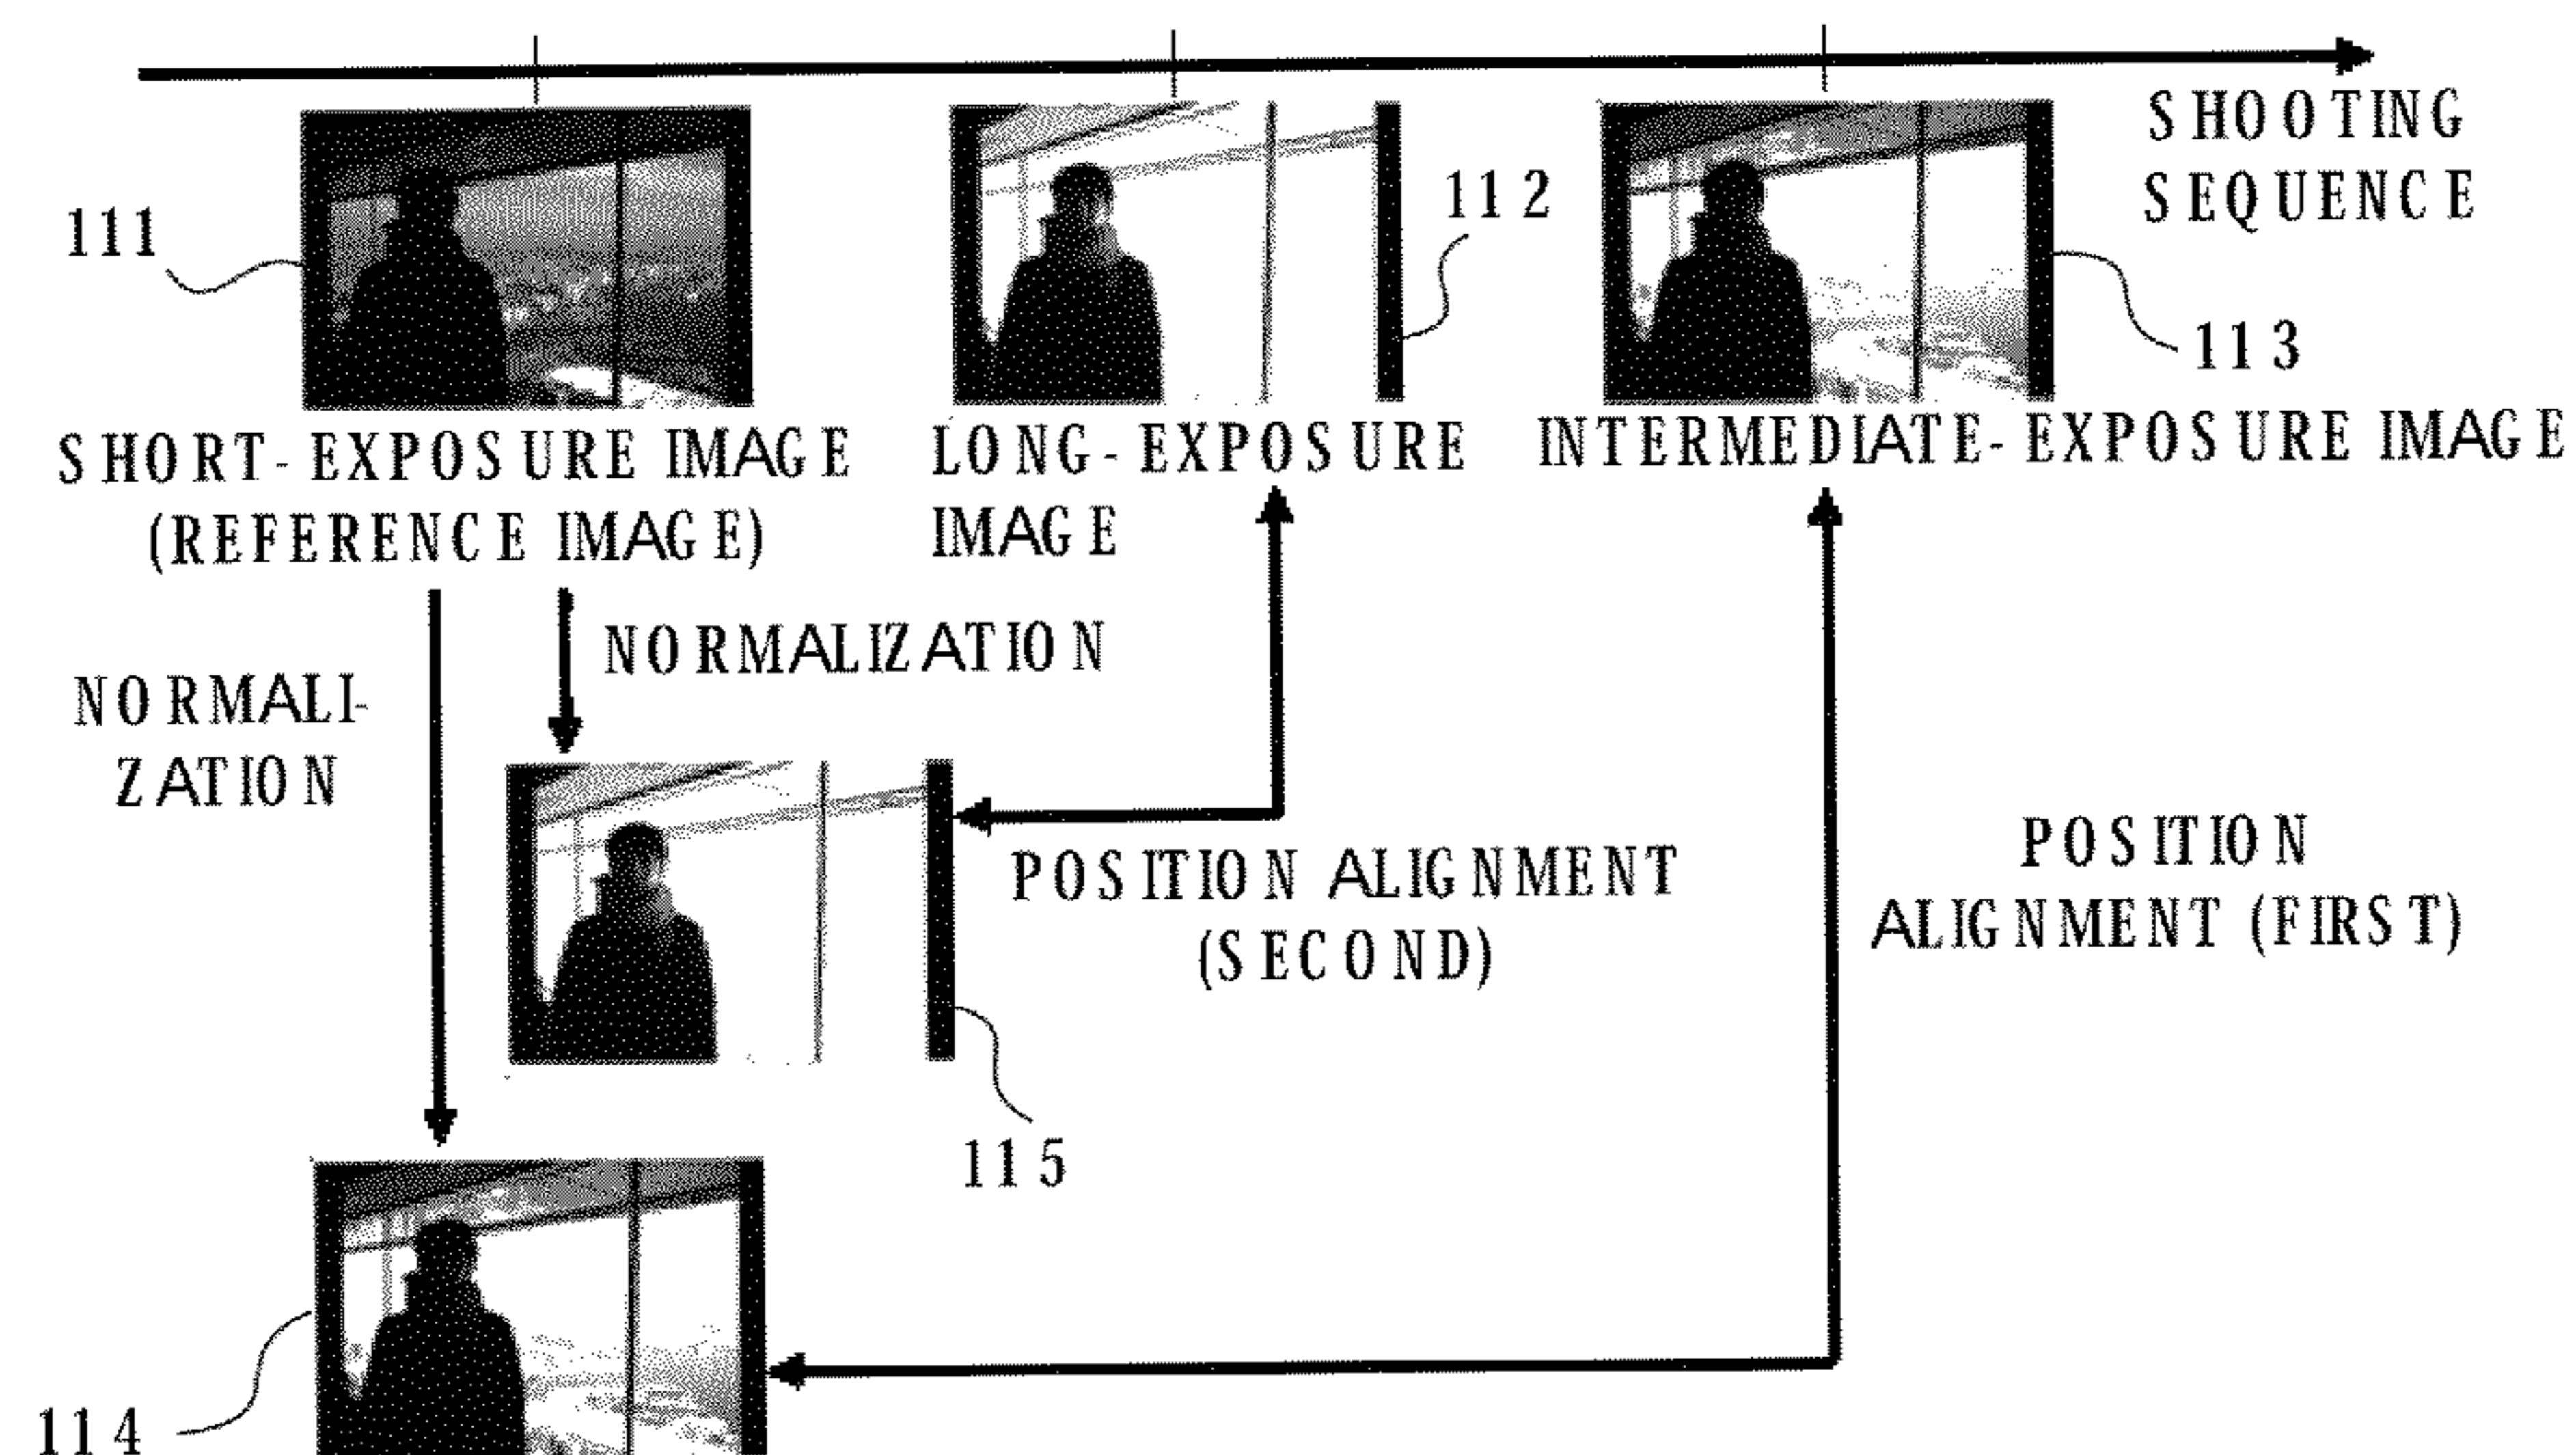 SHOOTING
SEQUENCE
111
112
113
SHORT-EXPOSURE IMAGE
(REFERENCE IMAGE)
LONG-EXPOSURE
IMAGE
INTERMEDIATE-EXPOSURE IMAGE
NORMALIZATION
NORMALI-
ZATION
POSITION ALIGNMENT
(SECOND)
POSITION
ALIGNMENT (FIRST)
115
114